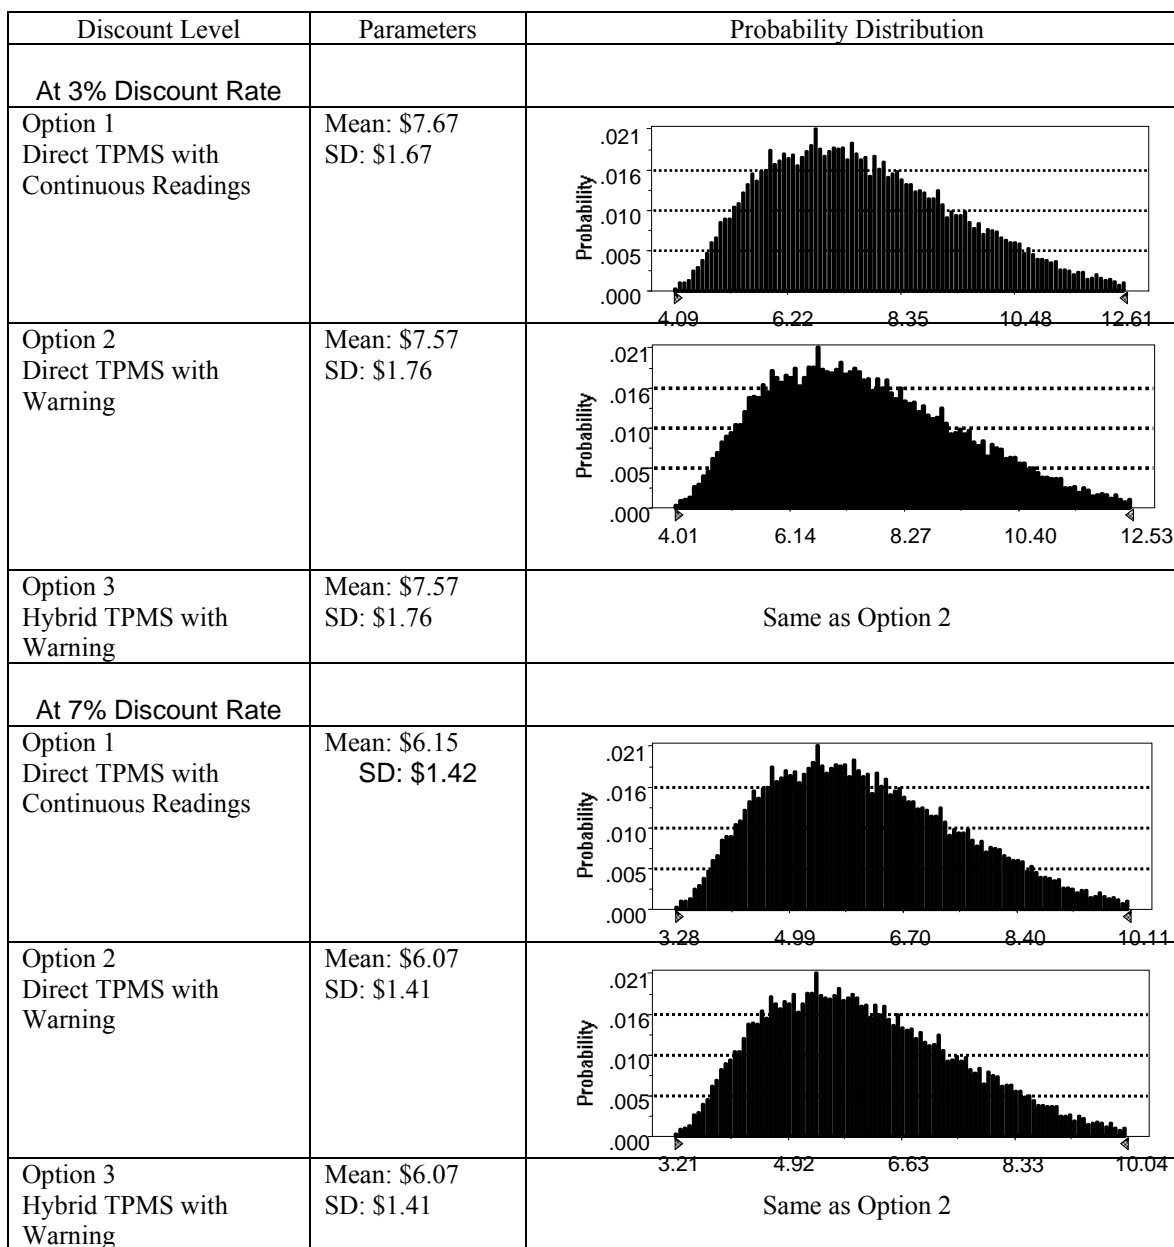 Discount Level Parameters Probability Distribution
At 3% Discount Rate
Option 1
Direct TPMS with
Continuous Readings
Mean: $7.67
SD: $1.67
Probability
.021
.016
.010
.005
.000
4.09 6.22 8.35 10.48 12.61
Option 2
Direct TPMS with
Warning
Mean: $7.57
SD: $1.76
Probability
.021
.016
.010
.005
.000
4.01 6.14 8.27 10.40 12.53
Option 3
Hybrid TPMS with
Warning
Mean: $7.57
SD: $1.76
Same as Option 2
At 7% Discount Rate
Option 1
Direct TPMS with
Continuous Readings
Mean: $6.15
SD: $1.42
Probability
.021
.016
.010
.005
.000
3.28 4.99 6.70 8.40 10.11
Option 2
Direct TPMS with
Warning
Mean: $6.07
SD: $1.41
Probability
.021
.016
.010
.005
.000
3.21 4.92 6.63 8.33 10.04
Option 3
Hybrid TPMS with
Warning
Mean: $6.07
SD: $1.41
Same as Option 2